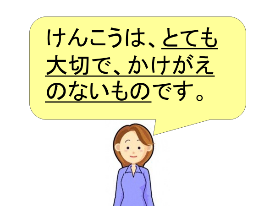 けんこうは、とても
大切で、かけがえ
のないものです。